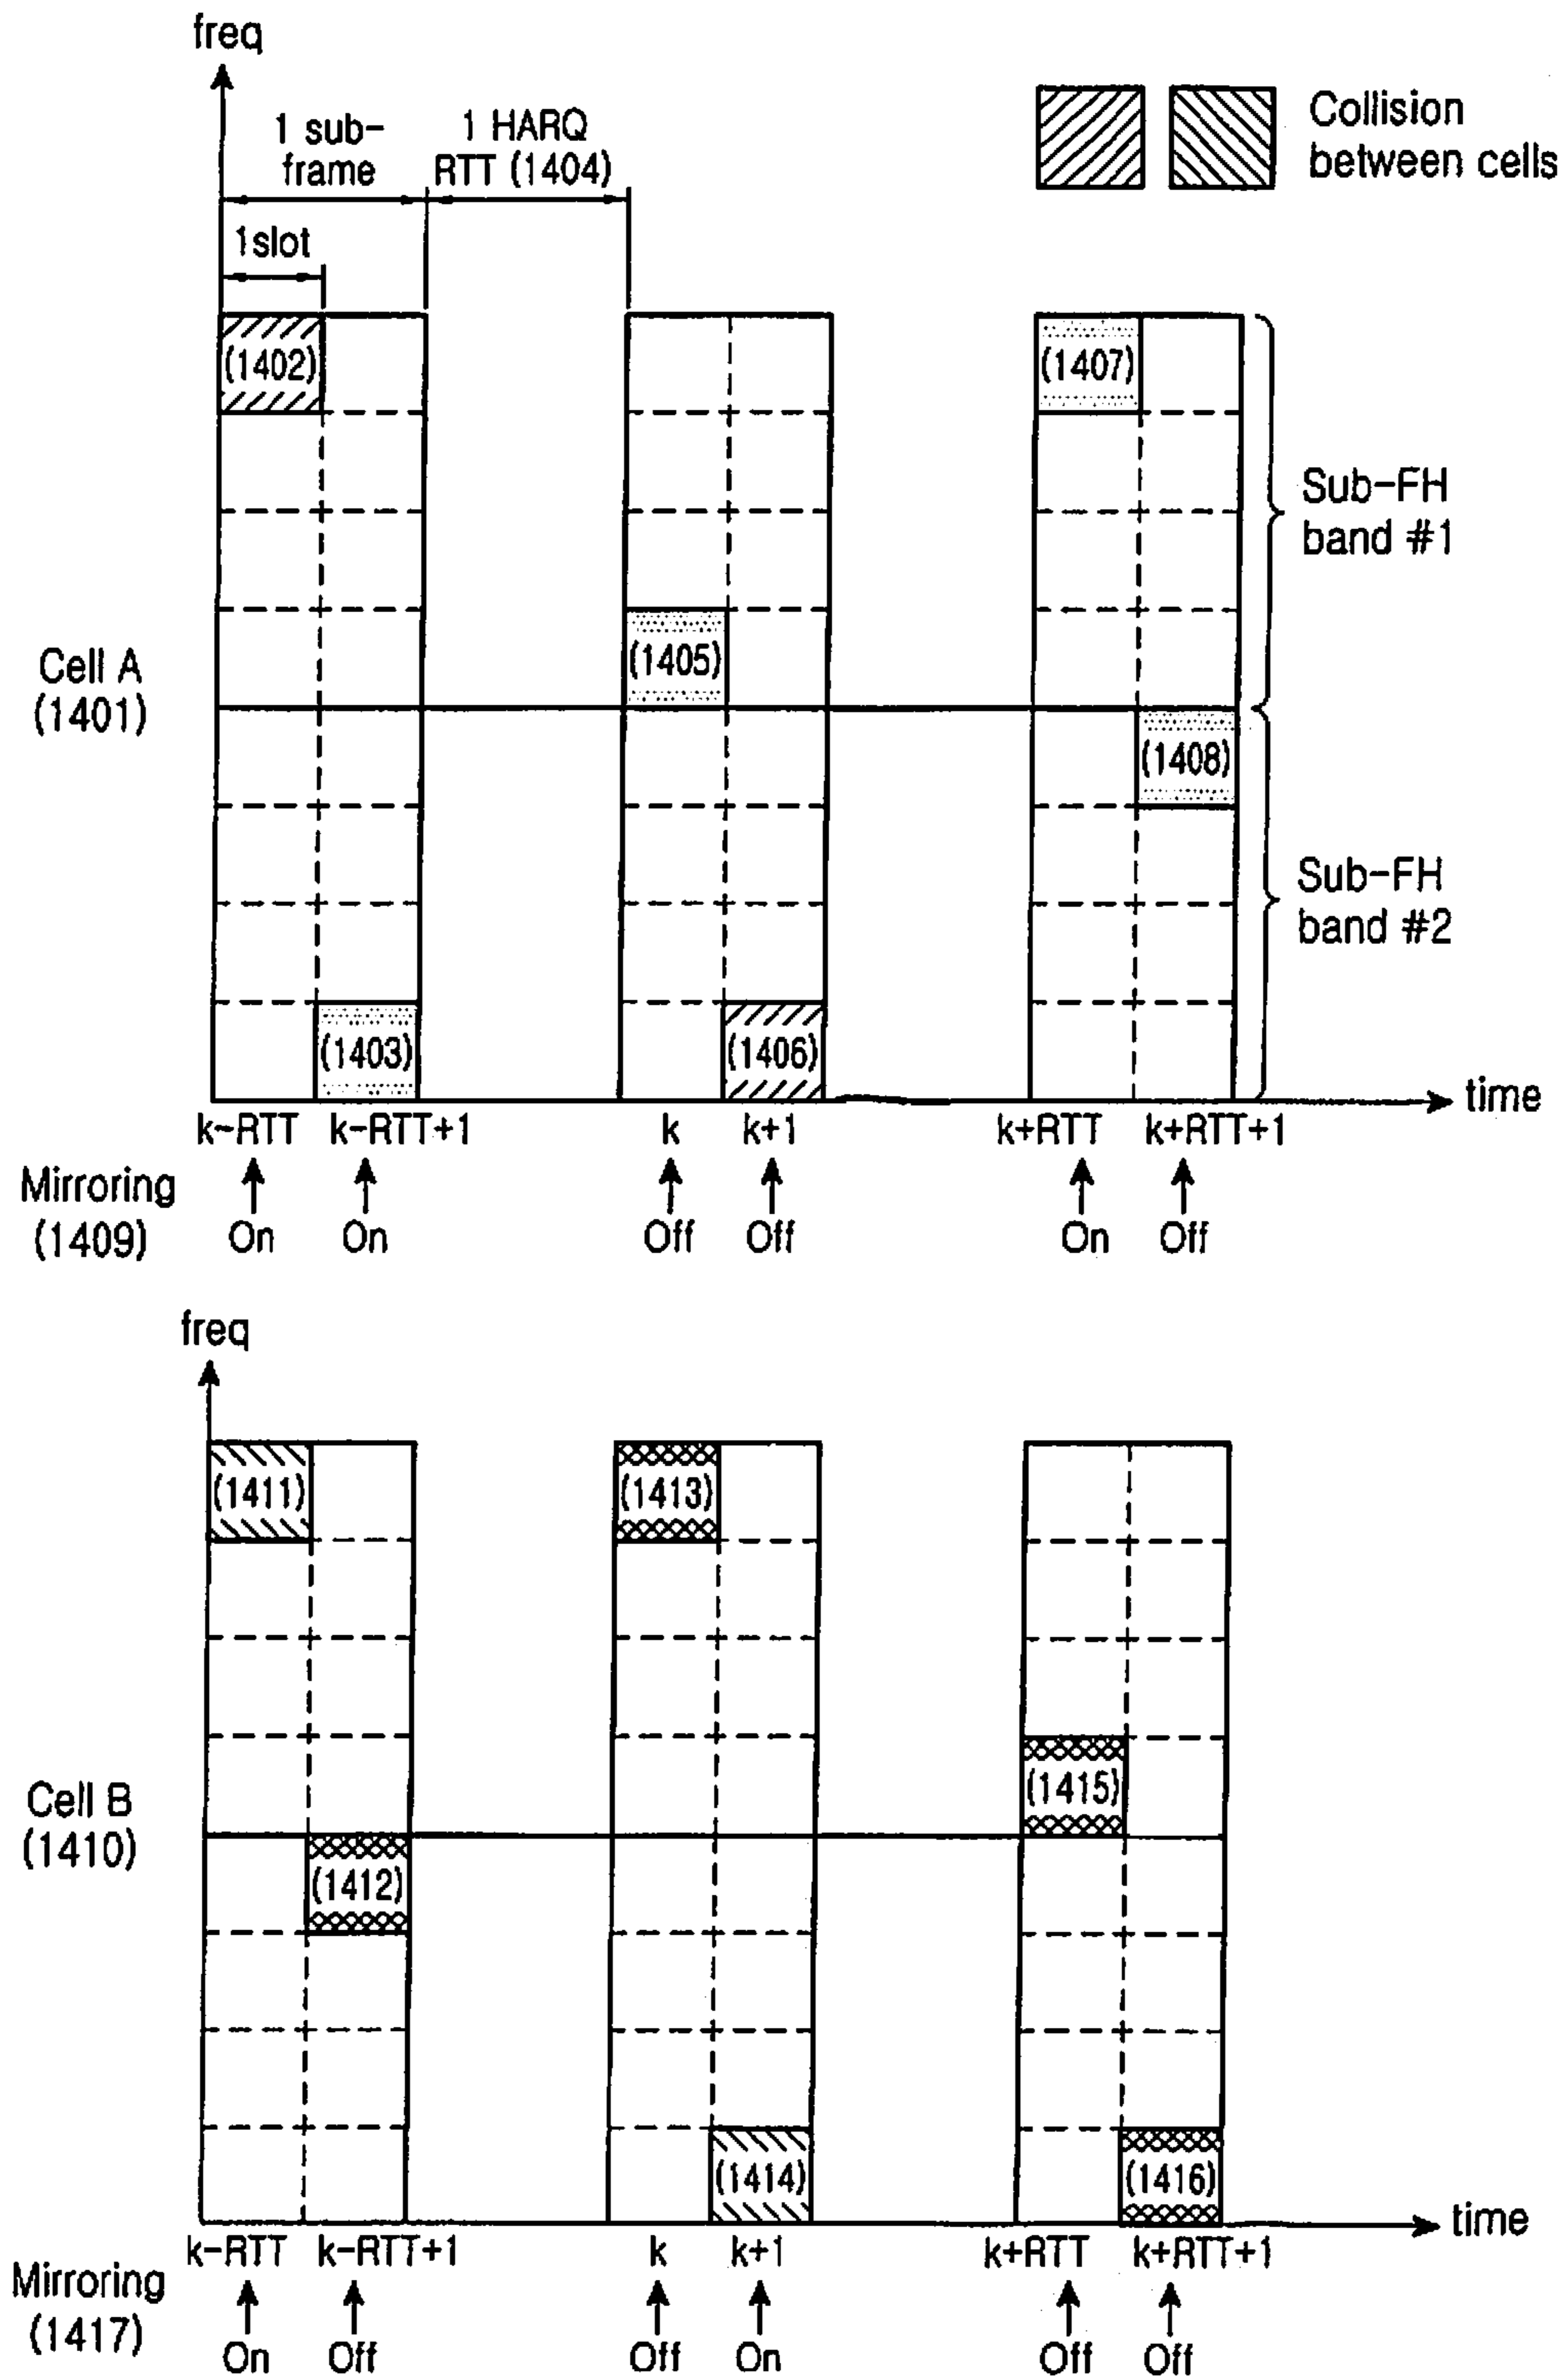 freq
1 sub-
frame
1 HARQ
RTT (1404)
Collision
between cells
1slot
(1402)
(1407)
Sub-FH
band #1
(1405)
Cell A
(1401)
(1408)
Sub-FH
band #2
(1403)
(1406)
time
k-RTT k-RTT+1 k k+1 k+RTT k+RTT+1
Mirroring
(1409)
On On Off Off On Off
freq
(1411)
(1413)
(1415)
Cell B
(1410)
(1412)
(1414)
(1416)
time
k-RTT k-RTT+1 k k+1 k+RTT k+RTT+1
Mirroring
(1417)
On Off Off On Off Off